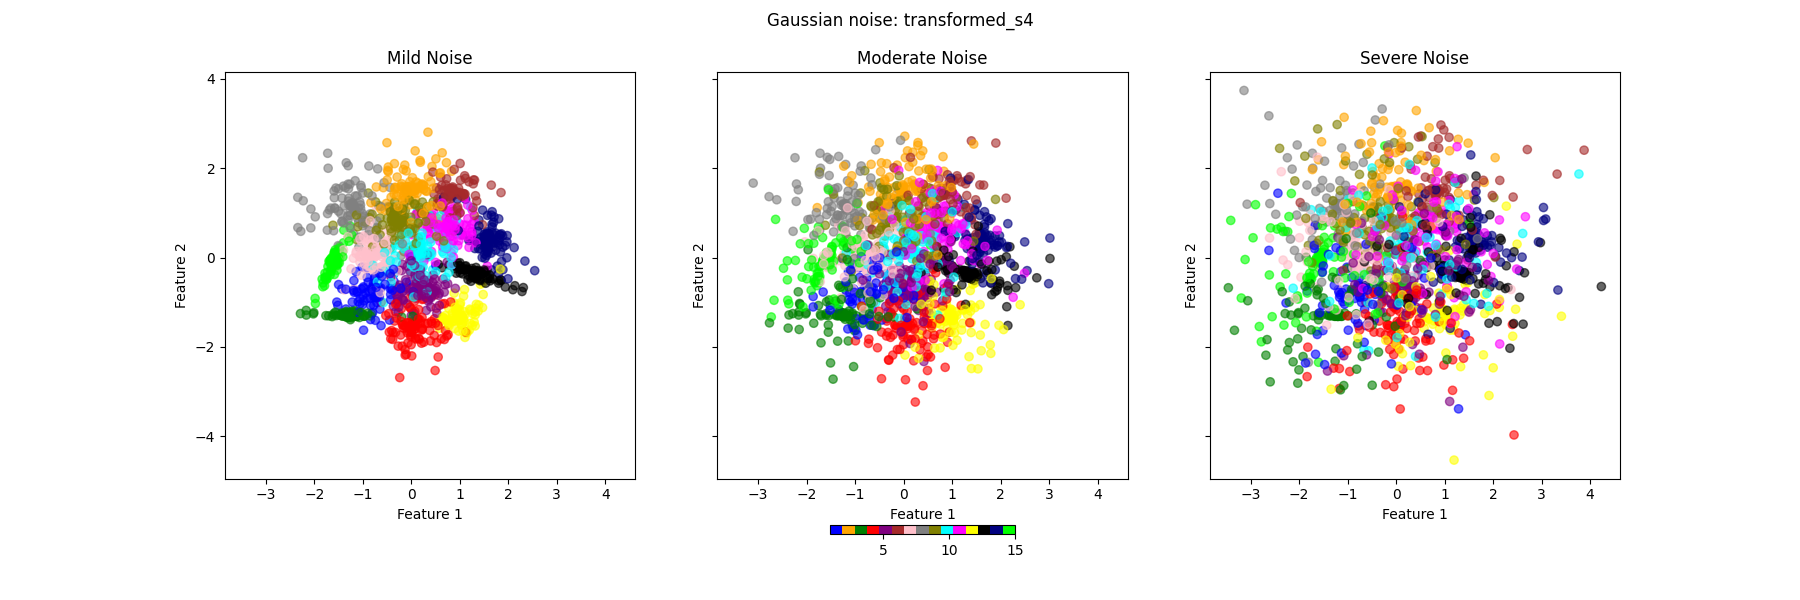 Gaussian noise: transformed_s4
Mild Noise
Moderate Noise
Severe Noise
4
2
0
−2
−4
Feature 2
Feature 2
Feature 2
−3 −2 −1 0 1 2 3 4
−3 −2 −1 0 1 2 3 4
−3 −2 −1 0 1 2 3 4
Feature 1
Feature 1
Feature 1
5 10 15